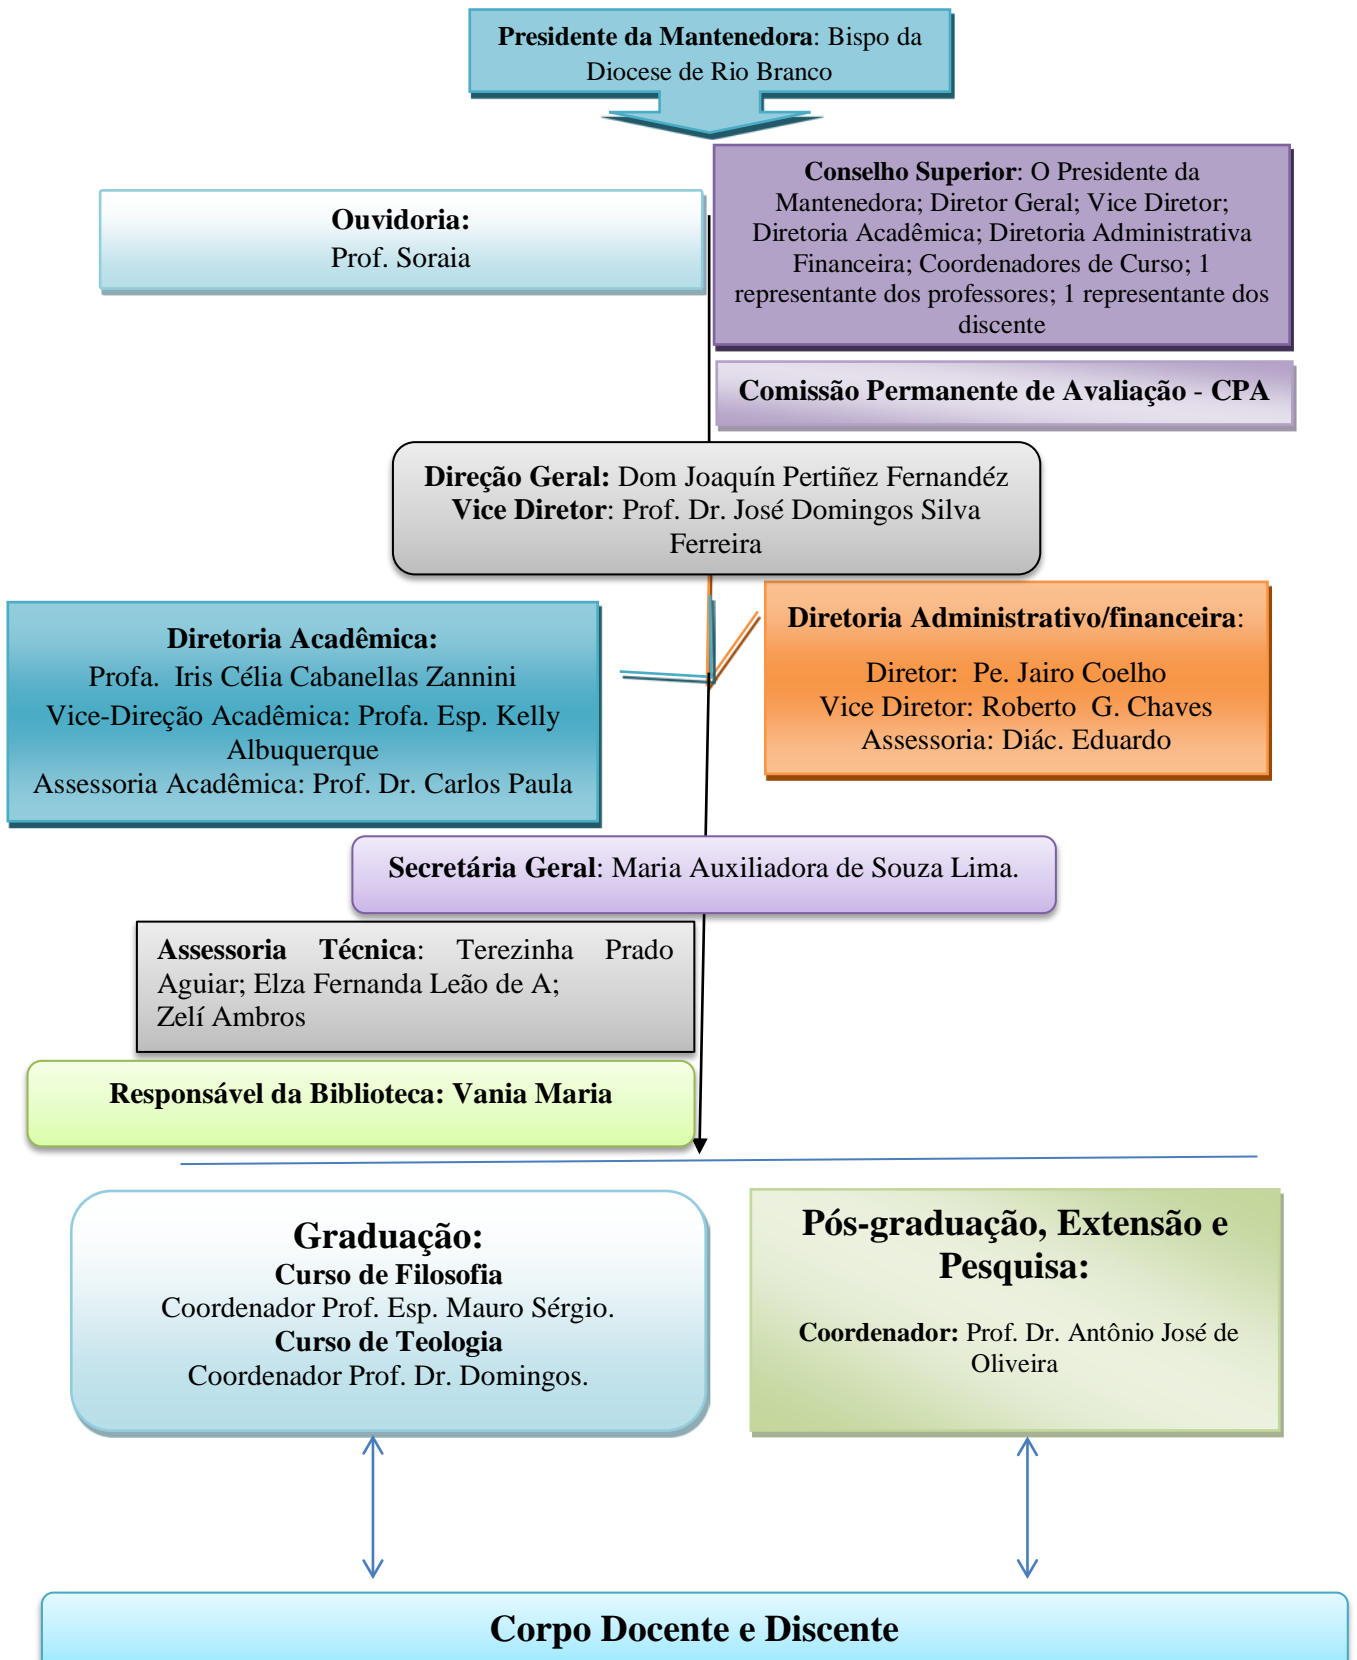 Presidente da Mantenedora: Bispo da
Diocese de Rio Branco
Conselho Superior: O Presidente da
Mantenedora; Diretor Geral; Vice Diretor;
Diretoria Acadêmica; Diretoria Administrativa
Financeira; Coordenadores de Curso; 1
representante dos professores; 1 representante dos
discente
Ouvidoria:
Prof. Soraia
Comissão Permanente de Avaliação - CPA
Direção Geral: Dom Joaquín Pertiñez Fernandéz
Vice Diretor: Prof. Dr. José Domingos Silva
Ferreira
Diretoria Acadêmica:
Profa. Iris Célia Cabanellas Zannini
Vice-Direção Acadêmica: Profa. Esp. Kelly
Albuquerque
Assessoria Acadêmica: Prof. Dr. Carlos Paula
Diretoria Administrativo/financeira:
Diretor: Pe. Jairo Coelho
Vice Diretor: Roberto G. Chaves
Assessoria: Diác. Eduardo
Secretária Geral: Maria Auxiliadora de Souza Lima.
Assessoria Técnica: Terezinha Prado
Aguiar; Elza Fernanda Leão de A;
Zelí Ambros
Responsável da Biblioteca: Vania Maria
Graduação:
Curso de Filosofia
Coordenador Prof. Esp. Mauro Sérgio.
Curso de Teologia
Coordenador Prof. Dr. Domingos.
Pós-graduação, Extensão e
Pesquisa:
Coordenador: Prof. Dr. Antônio José de
Oliveira
Corpo Docente e Discente